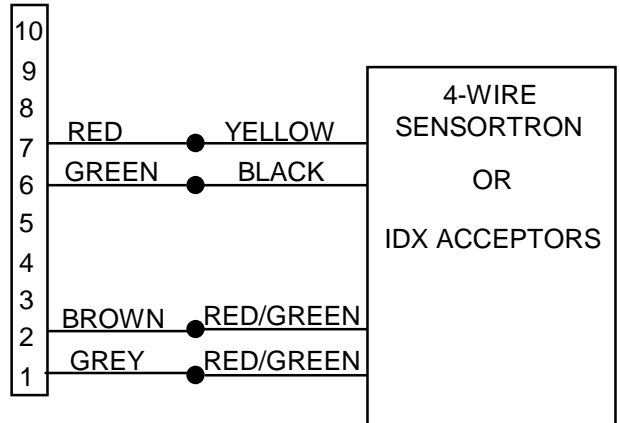 10
9
8
7 RED YELLOW
6 GREEN BLACK
5
4
3
2 BROWN RED/GREEN
1 GREY RED/GREEN
4-WIRE
SENSORTRON
OR
IDX ACCEPTORS